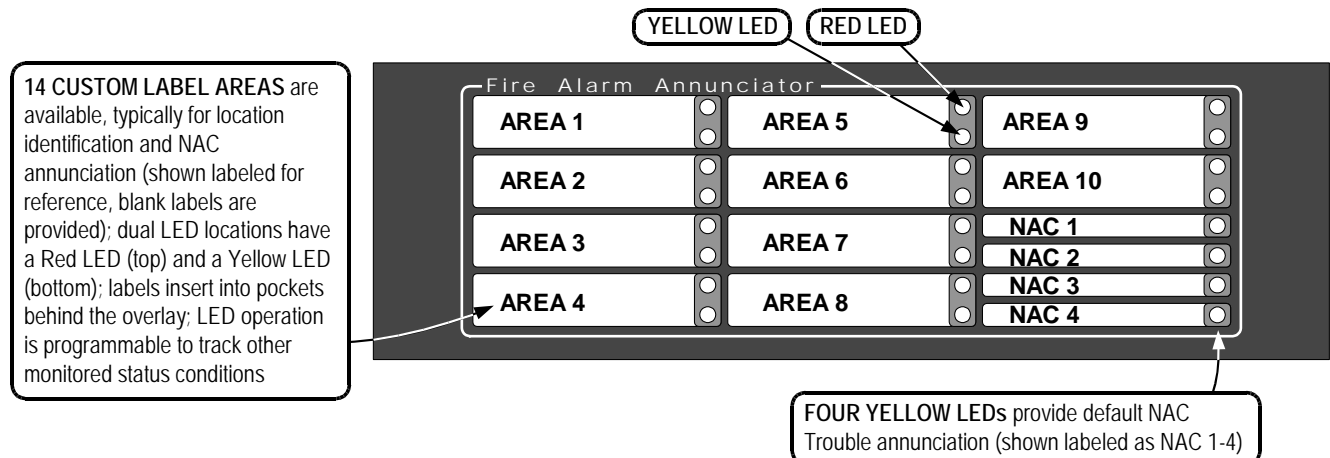 YELLOW LED
RED LED
14 CUSTOM LABEL AREAS are
available, typically for location
identification and NAC
annunciation (shown labeled for
reference, blank labels are
provided); dual LED locations have
a Red LED (top) and a Yellow LED
(bottom); labels insert into pockets
behind the overlay; LED operation
is programmable to track other
monitored status conditions
Fire Alarm Annunciator
AREA 1
AREA 2
AREA 3
AREA 4
AREA 5
AREA 6
AREA 7
AREA 8
AREA 9
AREA 10
NAC 1
NAC 2
NAC 3
NAC 4
FOUR YELLOW LEDs provide default NAC
Trouble annunciation (shown labeled as NAC 1-4)